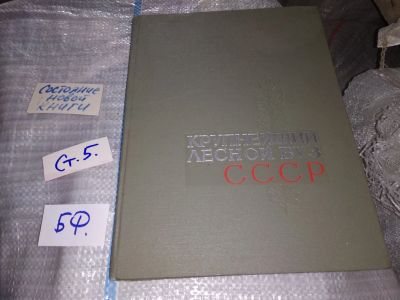 Состояние
новой
книги
Ст. 5.
БФ.
КРУПНЕЙШИЙ
ЛЕСНОЙ ВУЗ
СССР